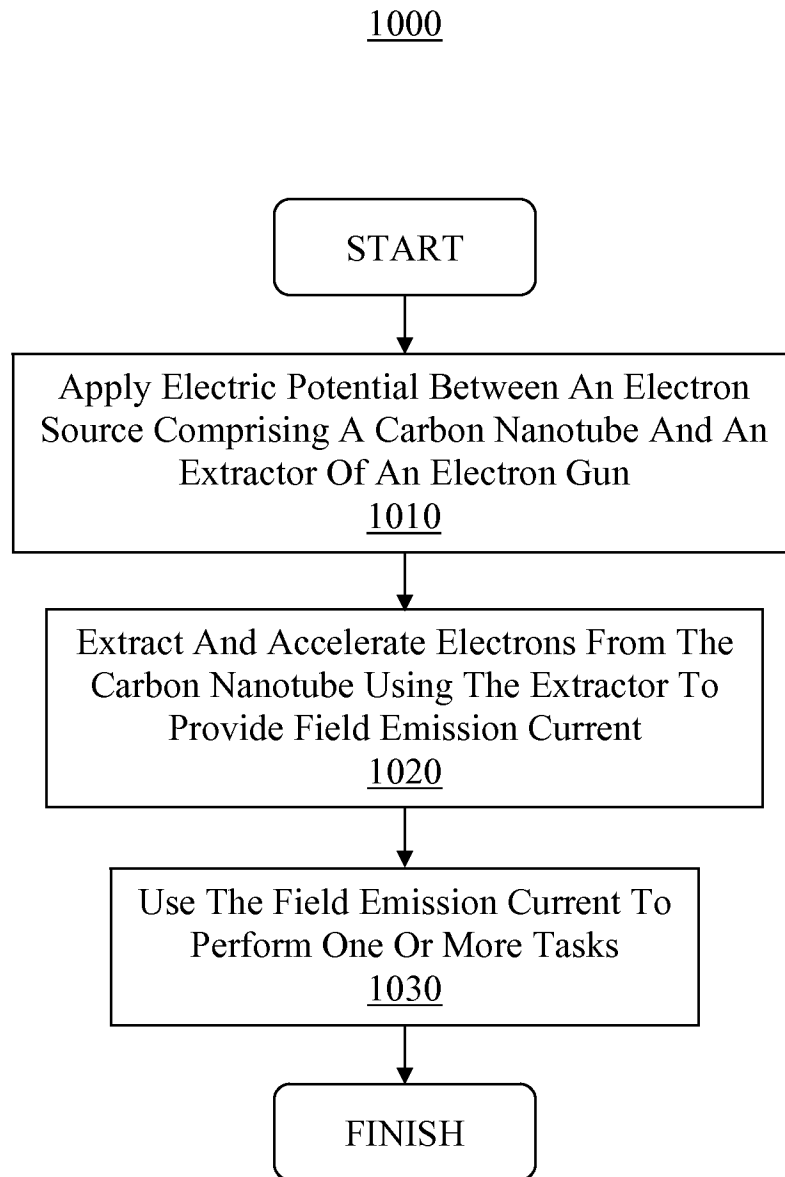 1000
START
Apply Electric Potential Between An Electron
Source Comprising A Carbon Nanotube And An
Extractor Of An Electron Gun
1010
Extract And Accelerate Electrons From The
Carbon Nanotube Using The Extractor To
Provide Field Emission Current
1020
Use The Field Emission Current To
Perform One Or More Tasks
1030
FINISH